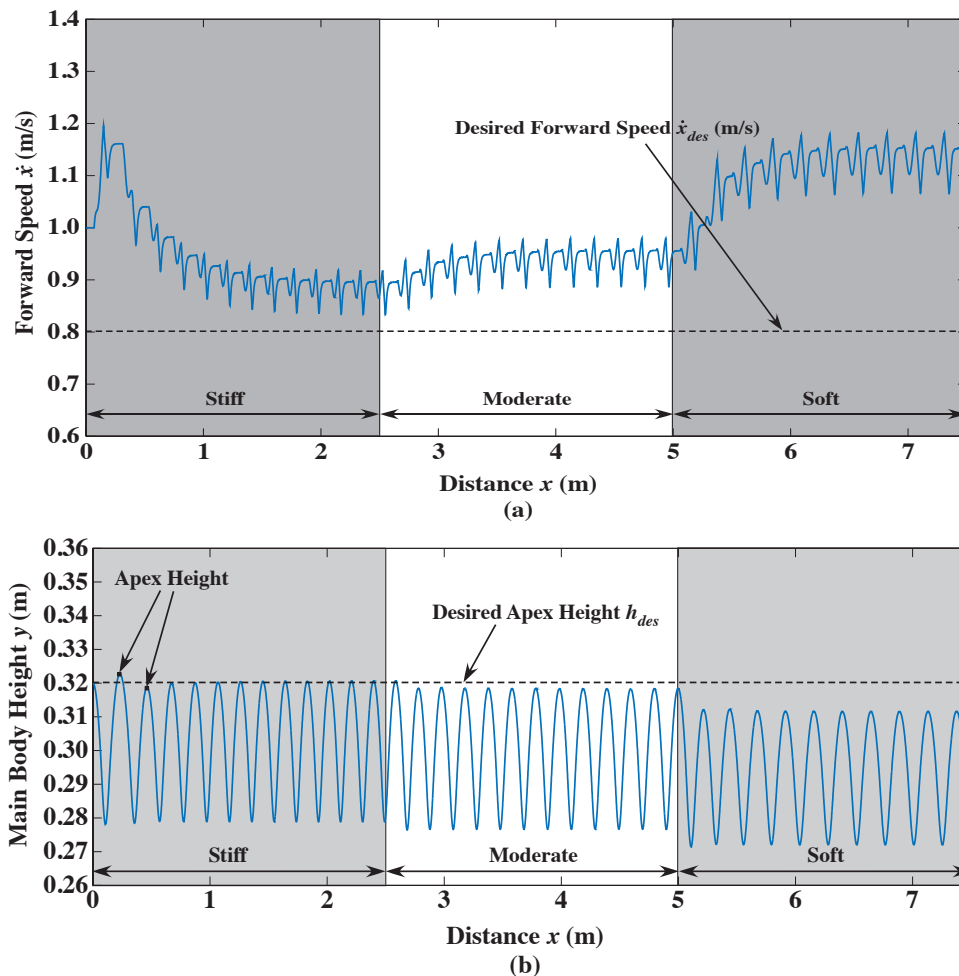 1.4
1.3
1.2
1.1
1.0
0.9
0.8
0.7
0.6
Forward Speed ẋ (m/s)
Desired Forward Speed ẋ_des (m/s)
Stiff
Moderate
Soft
0 1 2 3 4 5 6 7
Distance x (m)
(a)
0.36
0.35
0.34
0.33
0.32
0.31
0.30
0.29
0.28
0.27
0.26
Main Body Height y (m)
Apex Height
Desired Apex Height h_des
Stiff
Moderate
Soft
0 1 2 3 4 5 6 7
Distance x (m)
(b)